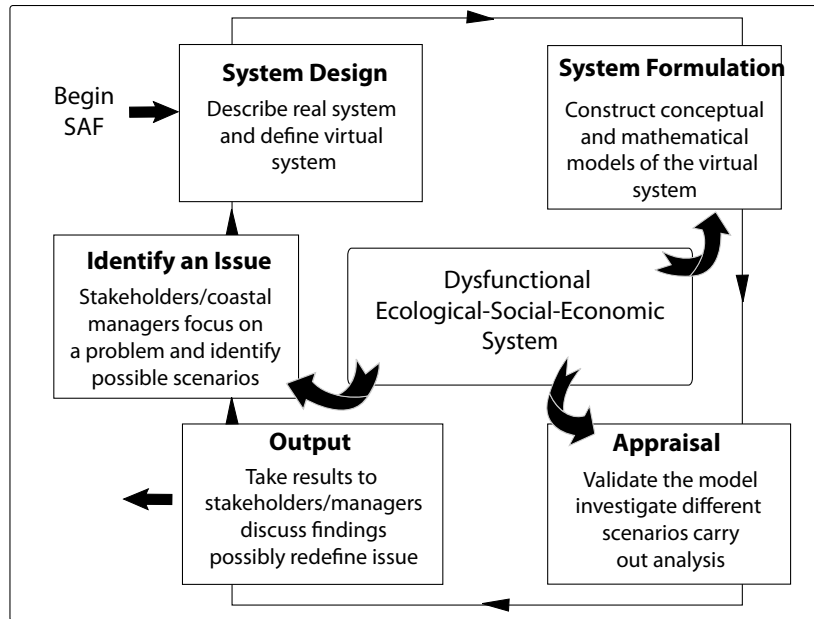 Begin
SAF
System Design
Describe real system
and define virtual
system
System Formulation
Construct conceptual
and mathematical
models of the virtual
system
Identify an Issue
Stakeholders/coastal
managers focus on
a problem and identify
possible scenarios
Dysfunctional
Ecological-Social-Economic
System
Output
Take results to
stakeholders/managers
discuss findings
possibly redefine issue
Appraisal
Validate the model
investigate different
scenarios carry
out analysis